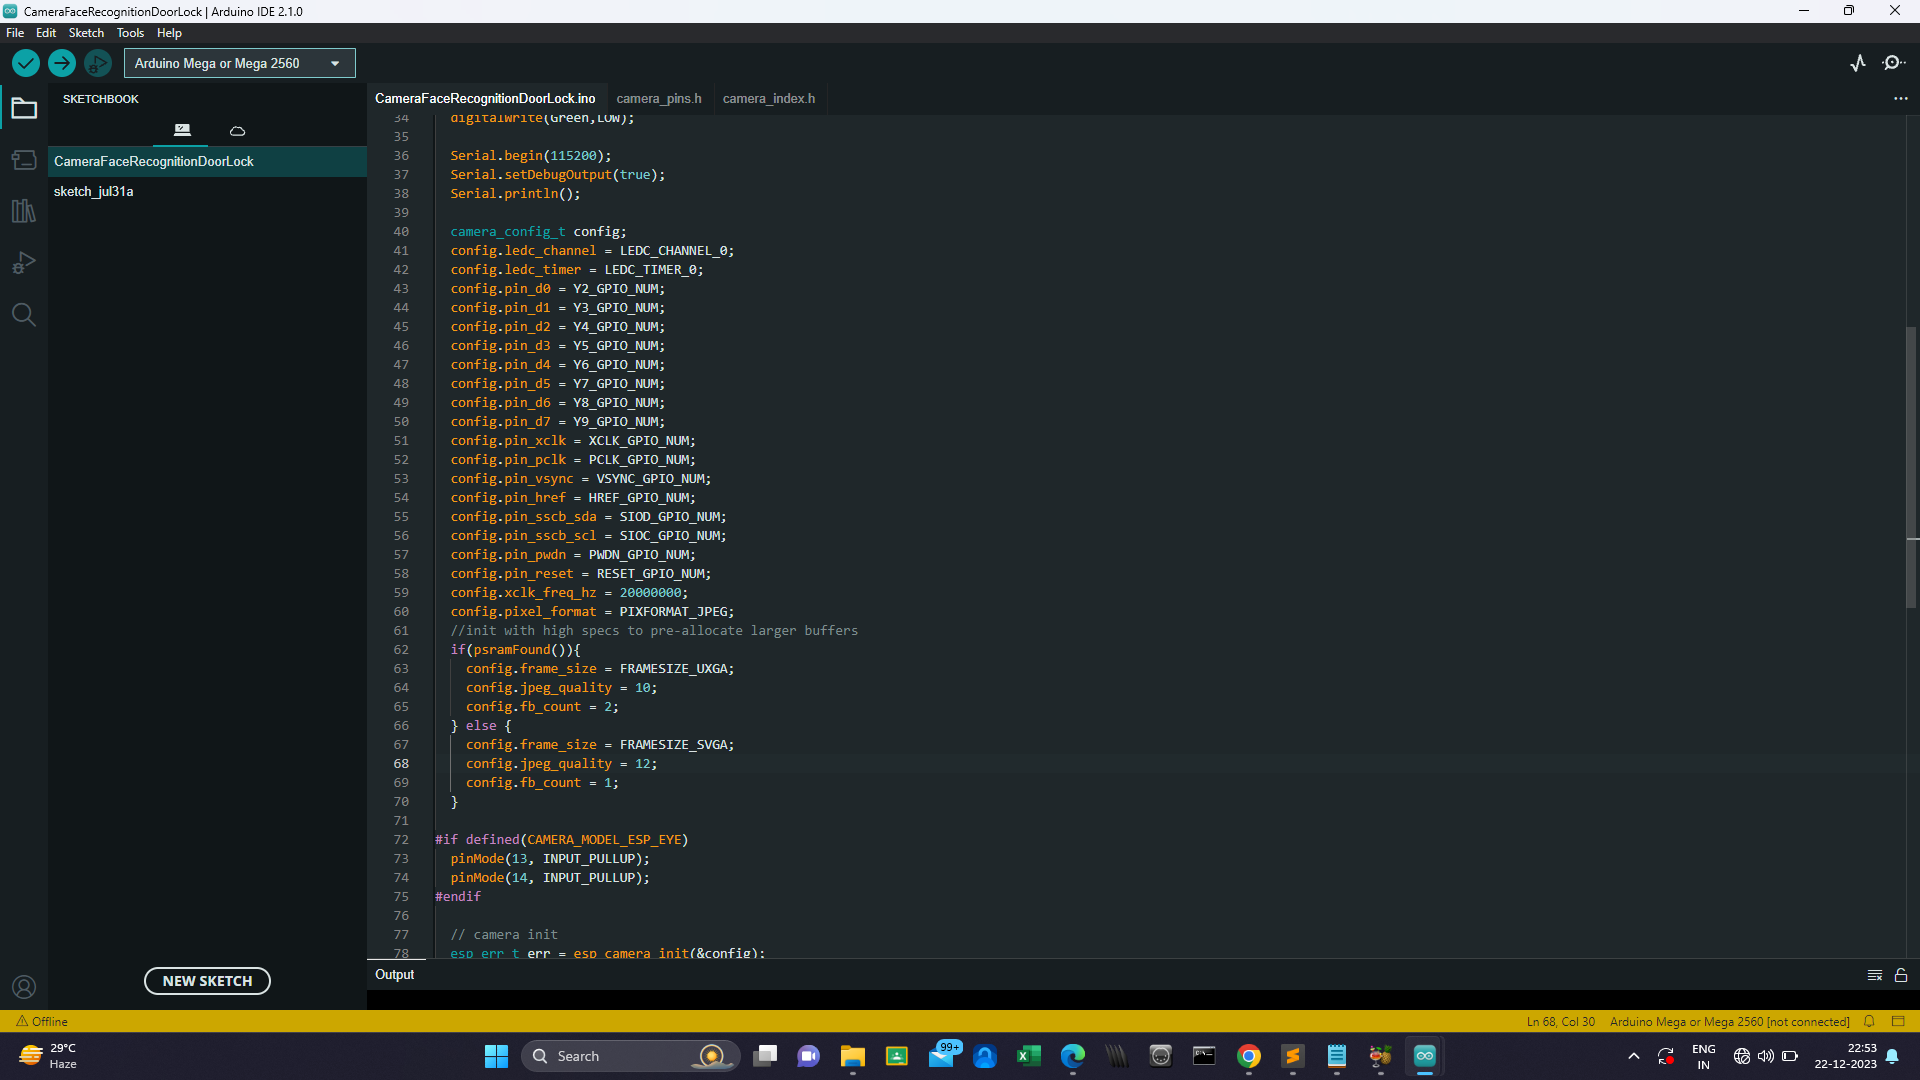 CameraFaceRecognitionDoorLock | Arduino IDE 2.1.0
File Edit Sketch Tools Help
Arduino Mega or Mega 2560
SKETCHBOOK
CameraFaceRecognitionDoorLock
sketch_jul31a
NEW SKETCH
CameraFaceRecognitionDoorLock.ino camera_pins.h camera_index.h
34 digitalWrite(Green,LOW);
35
36 Serial.begin(115200);
37 Serial.setDebugOutput(true);
38 Serial.println();
39
40 camera_config_t config;
41 config.ledc_channel = LEDC_CHANNEL_0;
42 config.ledc_timer = LEDC_TIMER_0;
43 config.pin_d0 = Y2_GPIO_NUM;
44 config.pin_d1 = Y3_GPIO_NUM;
45 config.pin_d2 = Y4_GPIO_NUM;
46 config.pin_d3 = Y5_GPIO_NUM;
47 config.pin_d4 = Y6_GPIO_NUM;
48 config.pin_d5 = Y7_GPIO_NUM;
49 config.pin_d6 = Y8_GPIO_NUM;
50 config.pin_d7 = Y9_GPIO_NUM;
51 config.pin_xclk = XCLK_GPIO_NUM;
52 config.pin_pclk = PCLK_GPIO_NUM;
53 config.pin_vsync = VSYNC_GPIO_NUM;
54 config.pin_href = HREF_GPIO_NUM;
55 config.pin_sscb_sda = SIOD_GPIO_NUM;
56 config.pin_sscb_scl = SIOC_GPIO_NUM;
57 config.pin_pwdn = PWDN_GPIO_NUM;
58 config.pin_reset = RESET_GPIO_NUM;
59 config.xclk_freq_hz = 20000000;
60 config.pixel_format = PIXFORMAT_JPEG;
61 //init with high specs to pre-allocate larger buffers
62 if(psramFound()){
63 config.frame_size = FRAMESIZE_UXGA;
64 config.jpeg_quality = 10;
65 config.fb_count = 2;
66 } else {
67 config.frame_size = FRAMESIZE_SVGA;
68 config.jpeg_quality = 12;
69 config.fb_count = 1;
70 }
71
72 #if defined(CAMERA_MODEL_ESP_EYE)
73 pinMode(13, INPUT_PULLUP);
74 pinMode(14, INPUT_PULLUP);
75 #endif
76
77 // camera init
78 esp_err_t err = esp_camera_init(&config);
Output
Offline
Ln 68, Col 30 Arduino Mega or Mega 2560 [not connected]
29°C
Haze
Search
99+
ENG
IN
22:53
22-12-2023